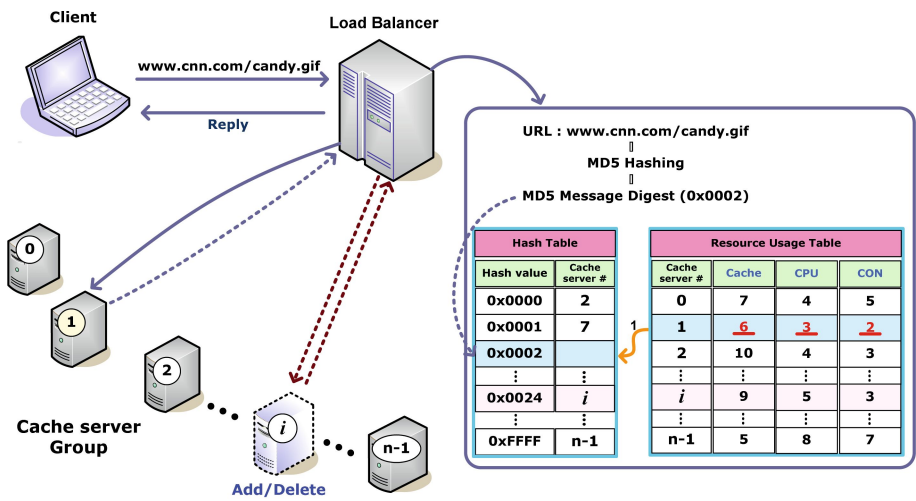 Client
Load Balancer
www.cnn.com/candy.gif
Reply
URL : www.cnn.com/candy.gif
MD5 Hashing
MD5 Message Digest (0x0002)
0
1
2
i
n-1
Cache server
Group
Add/Delete
Hash Table
Hash value Cache server #
0x0000 2
0x0001 7
0x0002
⋮ ⋮
0x0024 i
⋮ ⋮
0xFFFF n-1
1
Resource Usage Table
Cache server # Cache CPU CON
0 7 4 5
1 6 3 2
2 10 4 3
⋮ ⋮ ⋮ ⋮
i 9 5 3
⋮ ⋮ ⋮ ⋮
n-1 5 8 7